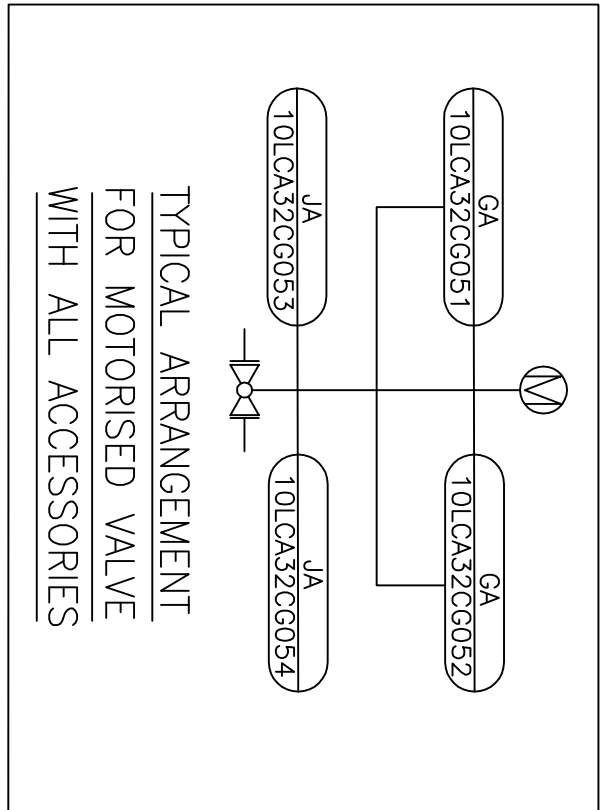 M
GA
10LCA32CG051
GA
10LCA32CG052
JA
10LCA32CG053
JA
10LCA32CG054
TYPICAL ARRANGEMENT
FOR MOTORISED VALVE
WITH ALL ACCESSORIES